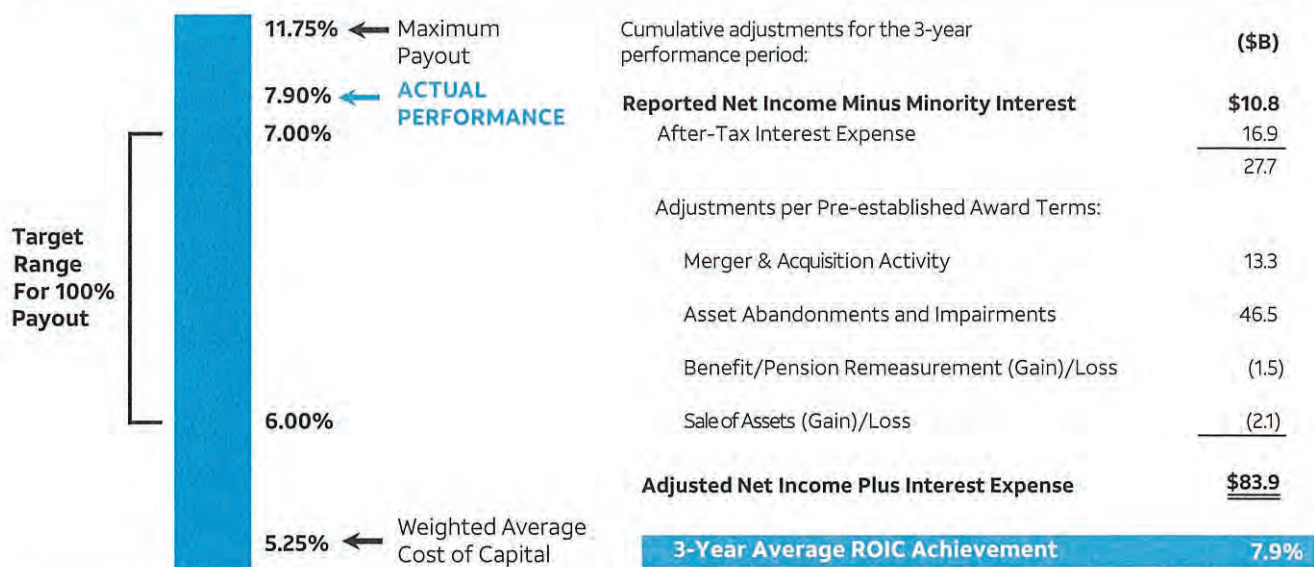 11.75%
Maximum
Payout
7.90%
ACTUAL
PERFORMANCE
7.00%
Target
Range
For 100%
Payout
6.00%
5.25%
Weighted Average
Cost of Capital
Cumulative adjustments for the 3-year
performance period:
($B)
Reported Net Income Minus Minority Interest $10.8
After-Tax Interest Expense 16.9
27.7
Adjustments per Pre-established Award Terms:
Merger & Acquisition Activity 13.3
Asset Abandonments and Impairments 46.5
Benefit/Pension Remeasurement (Gain)/Loss (1.5)
Sale of Assets (Gain)/Loss (2.1)
Adjusted Net Income Plus Interest Expense $83.9
3-Year Average ROIC Achievement 7.9%